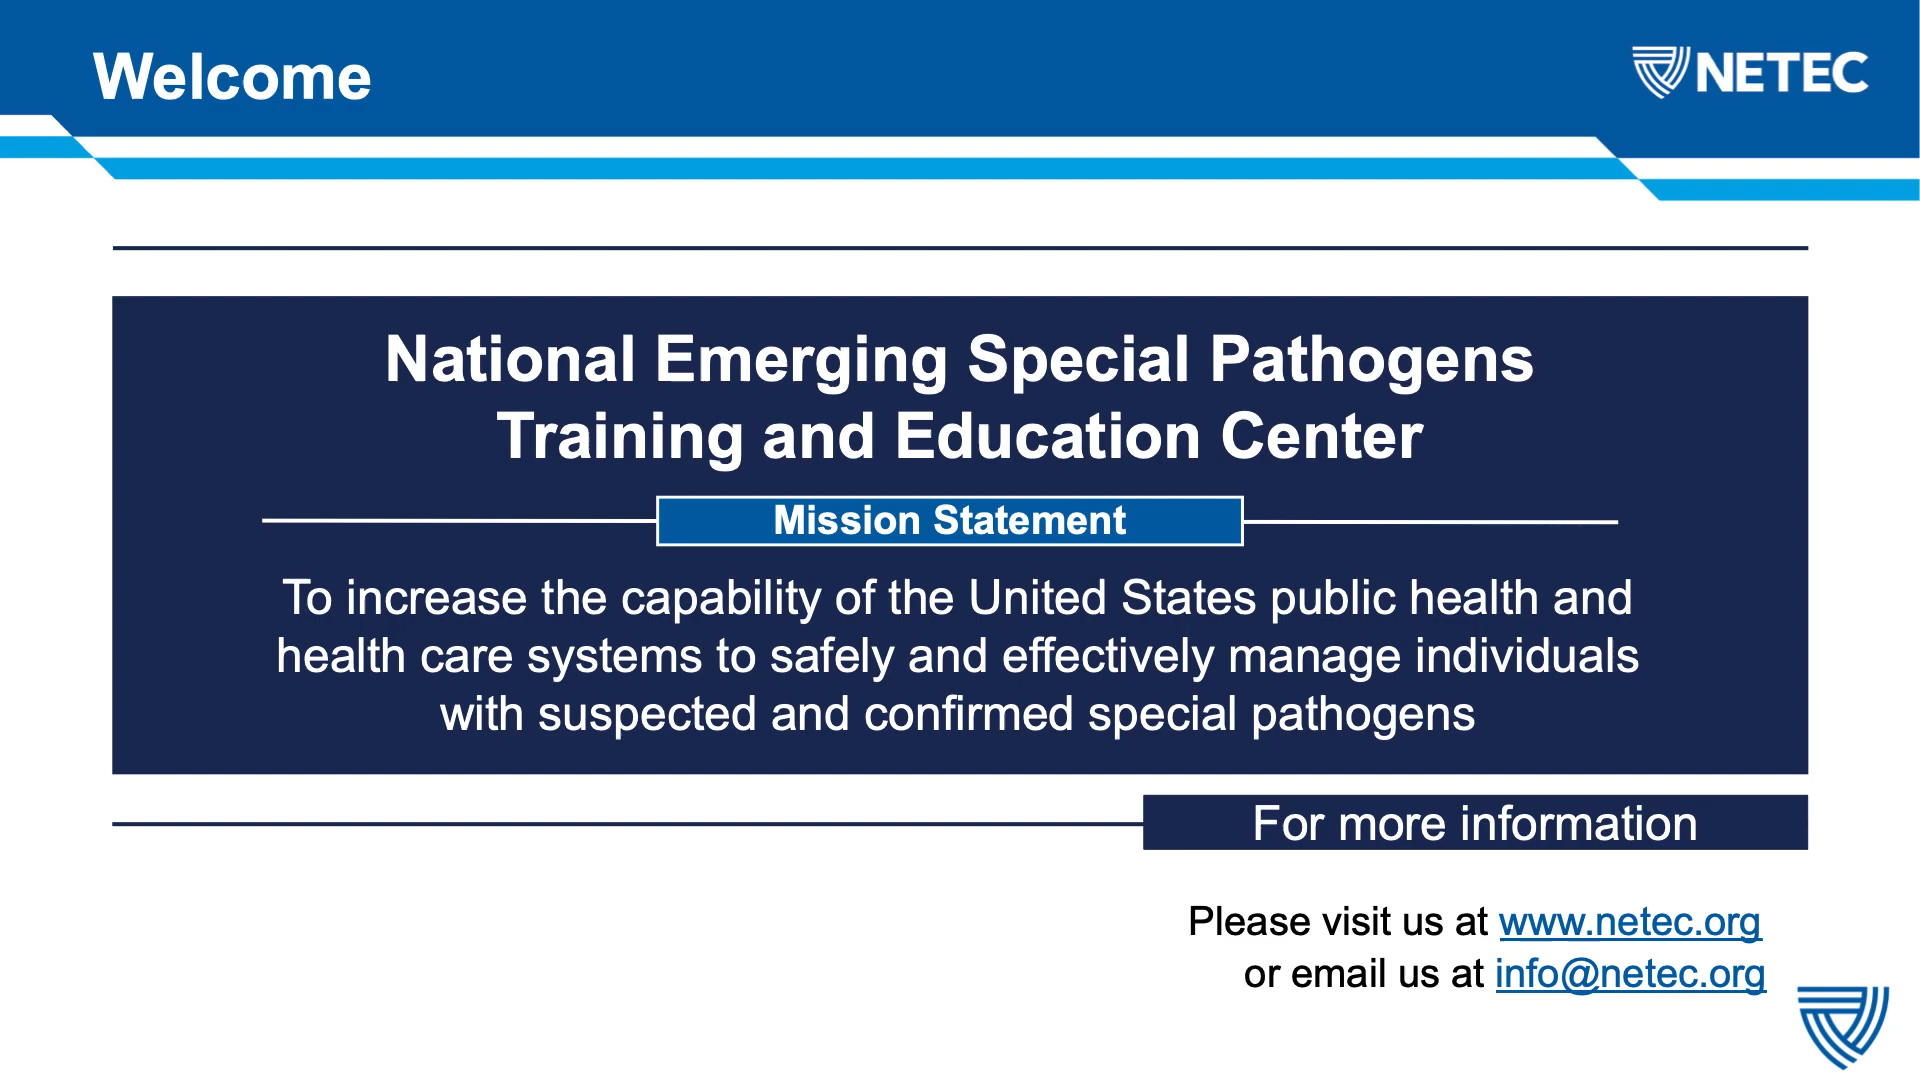 Welcome
NETEC
National Emerging Special Pathogens
Training and Education Center
Mission Statement
To increase the capability of the United States public health and
health care systems to safely and effectively manage individuals
with suspected and confirmed special pathogens
For more information
Please visit us at www.netec.org
or email us at info@netec.org